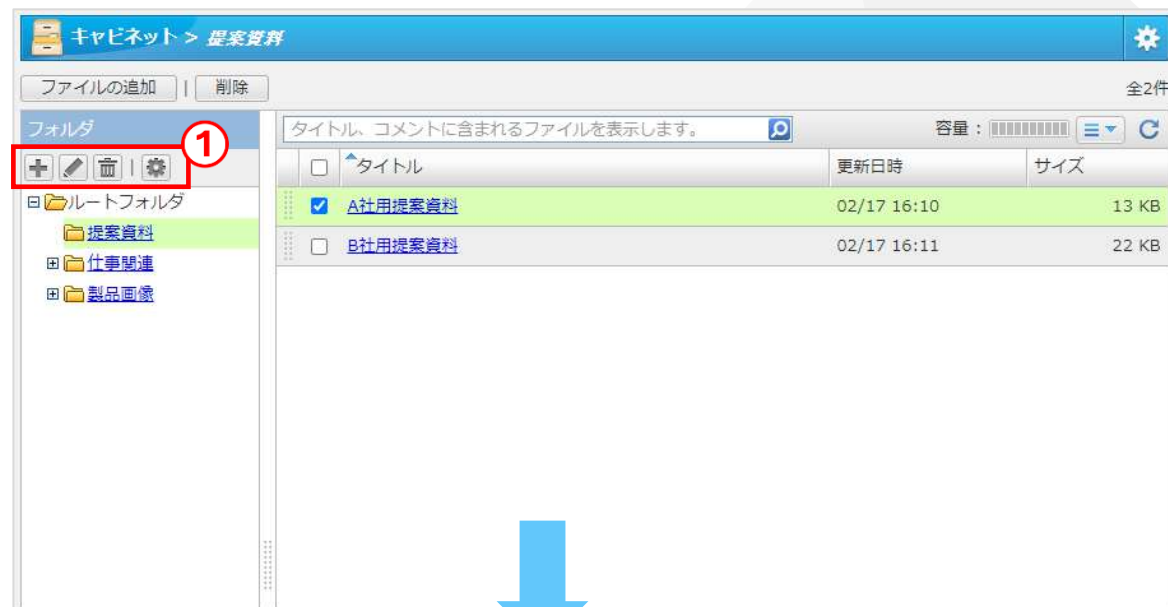 キャビネット > 提案資料
ファイルの追加 | 削除
全2件
フォルダ
①
タイトル、コメントに含まれるファイルを表示します。
容量：
タイトル 更新日時 サイズ
ルートフォルダ
提案資料
仕事関連
製品画像
A社用提案資料 02/17 16:10 13 KB
B社用提案資料 02/17 16:11 22 KB